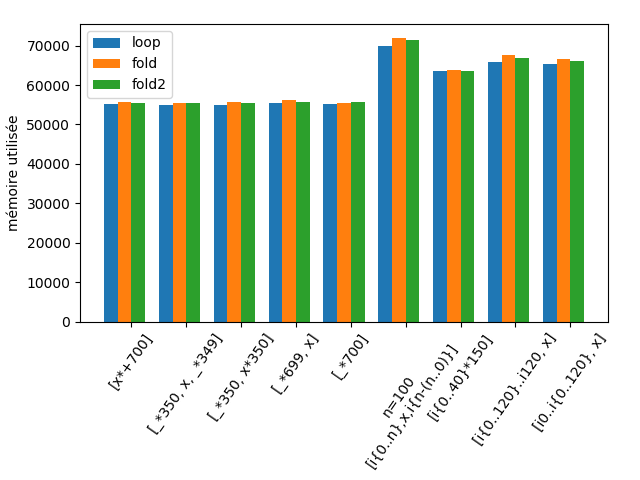 loop
fold
fold2
mémoire utilisée
70000
60000
50000
40000
30000
20000
10000
0
[x*+700]
[_*350, x, _*349]
[_*350, x*350]
[_*699, x]
[_*700]
n=100
[i{0..n},x,i{n-(n..0)}]
[i{0..40}*150]
[i{0..120}..i120, x]
[i0..i{0..120}, x]